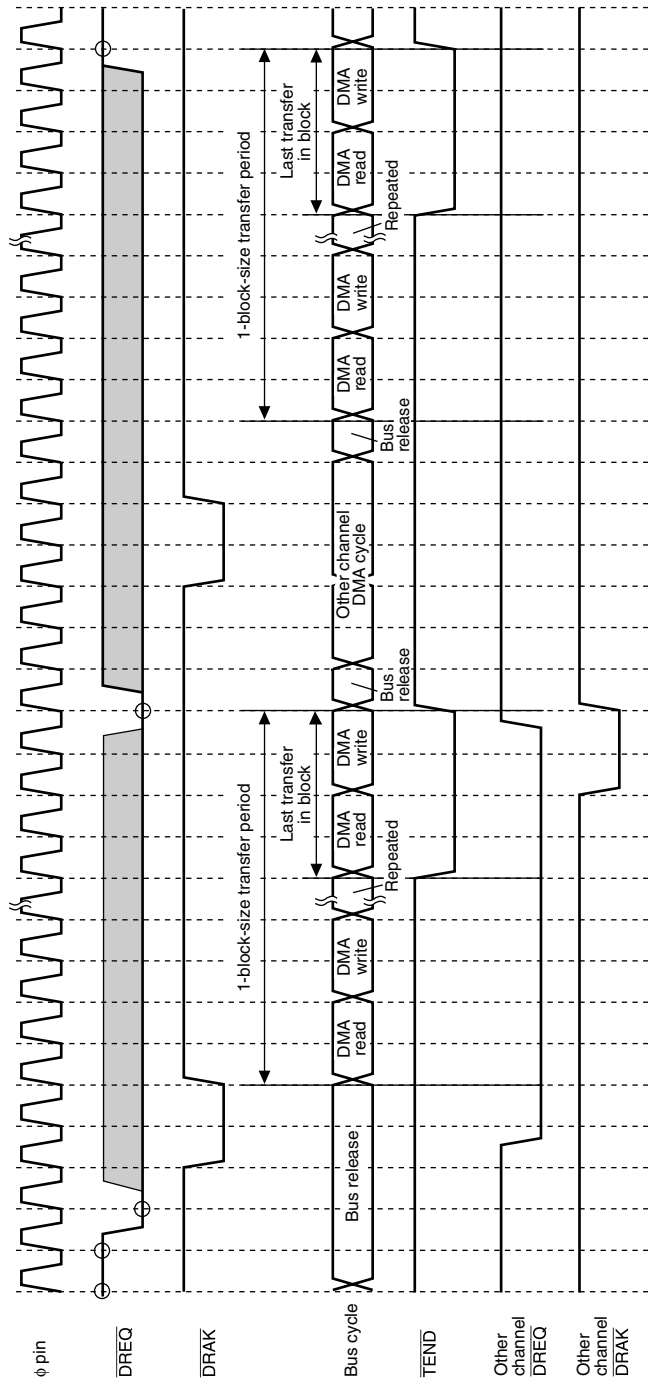 φ pin
DREQ
DRAK
Bus cycle
TEND
Other
channel
DREQ
Other
channel
DRAK
1-block-size transfer period
Last transfer
in block
1-block-size transfer period
Last transfer
in block
Bus release
DMA
read
DMA
write
Repeated
DMA
read
DMA
write
Bus
release
Other channel
DMA cycle
Bus
release
DMA
read
DMA
write
Repeated
DMA
read
DMA
write